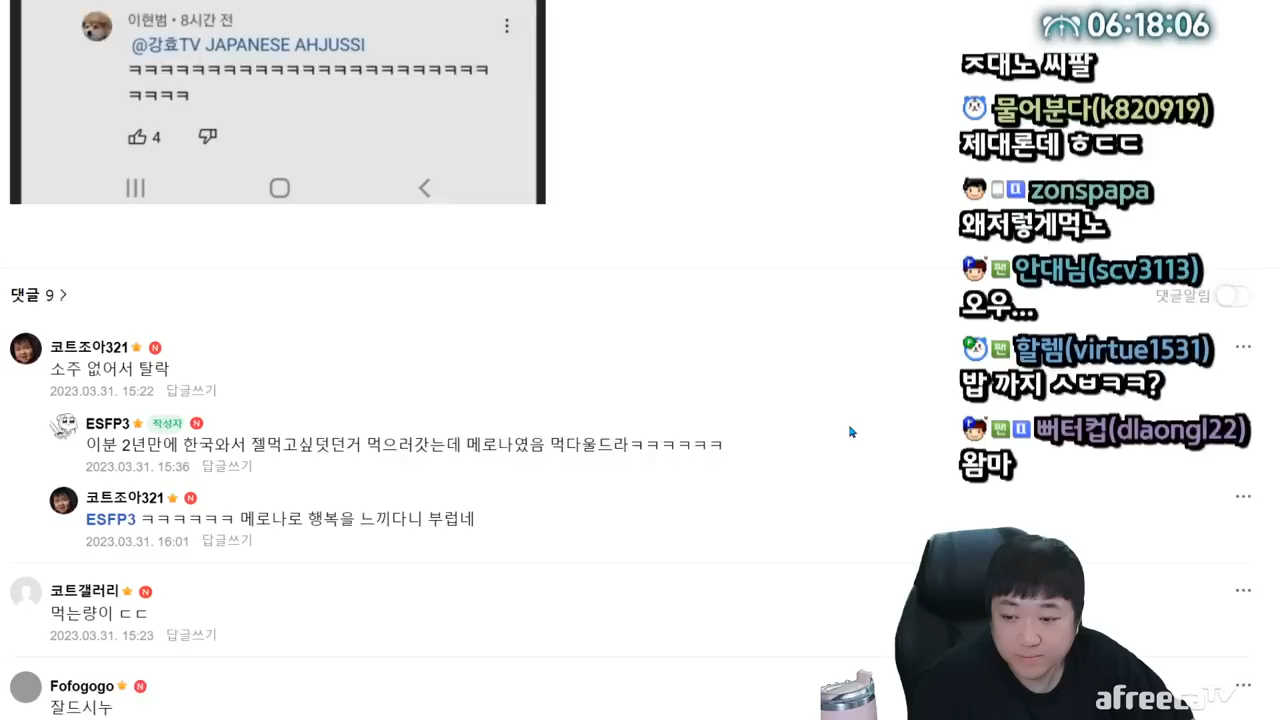 이현범 • 8시간 전
@강효TV JAPANESE AHJUSSI
ㅋㅋㅋㅋㅋㅋㅋㅋㅋㅋㅋㅋㅋㅋㅋㅋㅋㅋㅋㅋㅋㅋㅋ
ㅋㅋㅋㅋ
4
댓글 9
댓글알림
코트조아321 N
소주 없어서 탈락
2023.03.31. 15:22 답글쓰기
ESFP3 작성자 N
이분 2년만에 한국와서 젤먹고싶텃던거 먹으러갓는데 메로나였음 먹다울드라ㅋㅋㅋㅋㅋㅋ
2023.03.31. 15:36 답글쓰기
코트조아321 N
ESFP3 ㅋㅋㅋㅋㅋㅋ 메로나로 행복을 느끼다니 부럽네
2023.03.31. 16:01 답글쓰기
코트갤러리 N
먹는량이 ㄷㄷ
2023.03.31. 15:23 답글쓰기
Fofogogo N
잘드시누
06:18:06
ㅈ대노 씨팔
물어분다(k820919)
제대론데 ㅎㄷㄷ
zonspapa
왜저렇게먹노
F 팬 안대님(scv3113)
오우...
F 팬 할렘(virtue1531)
밥 까지 ㅅㅂㅋㅋ?
F 팬 뻐터컵(dlaongl22)
왐마
afreecaTV